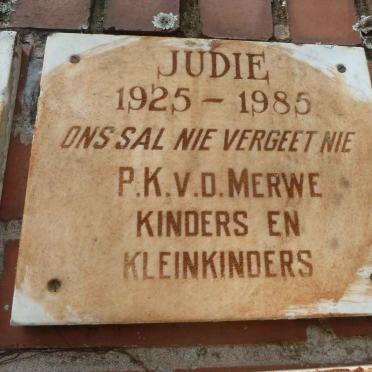 JUDIE
1925 - 1985
ONS SAL NIE VERGEET NIE
P.K.V.D. MERWE
KINDERS EN
KLEINKINDERS